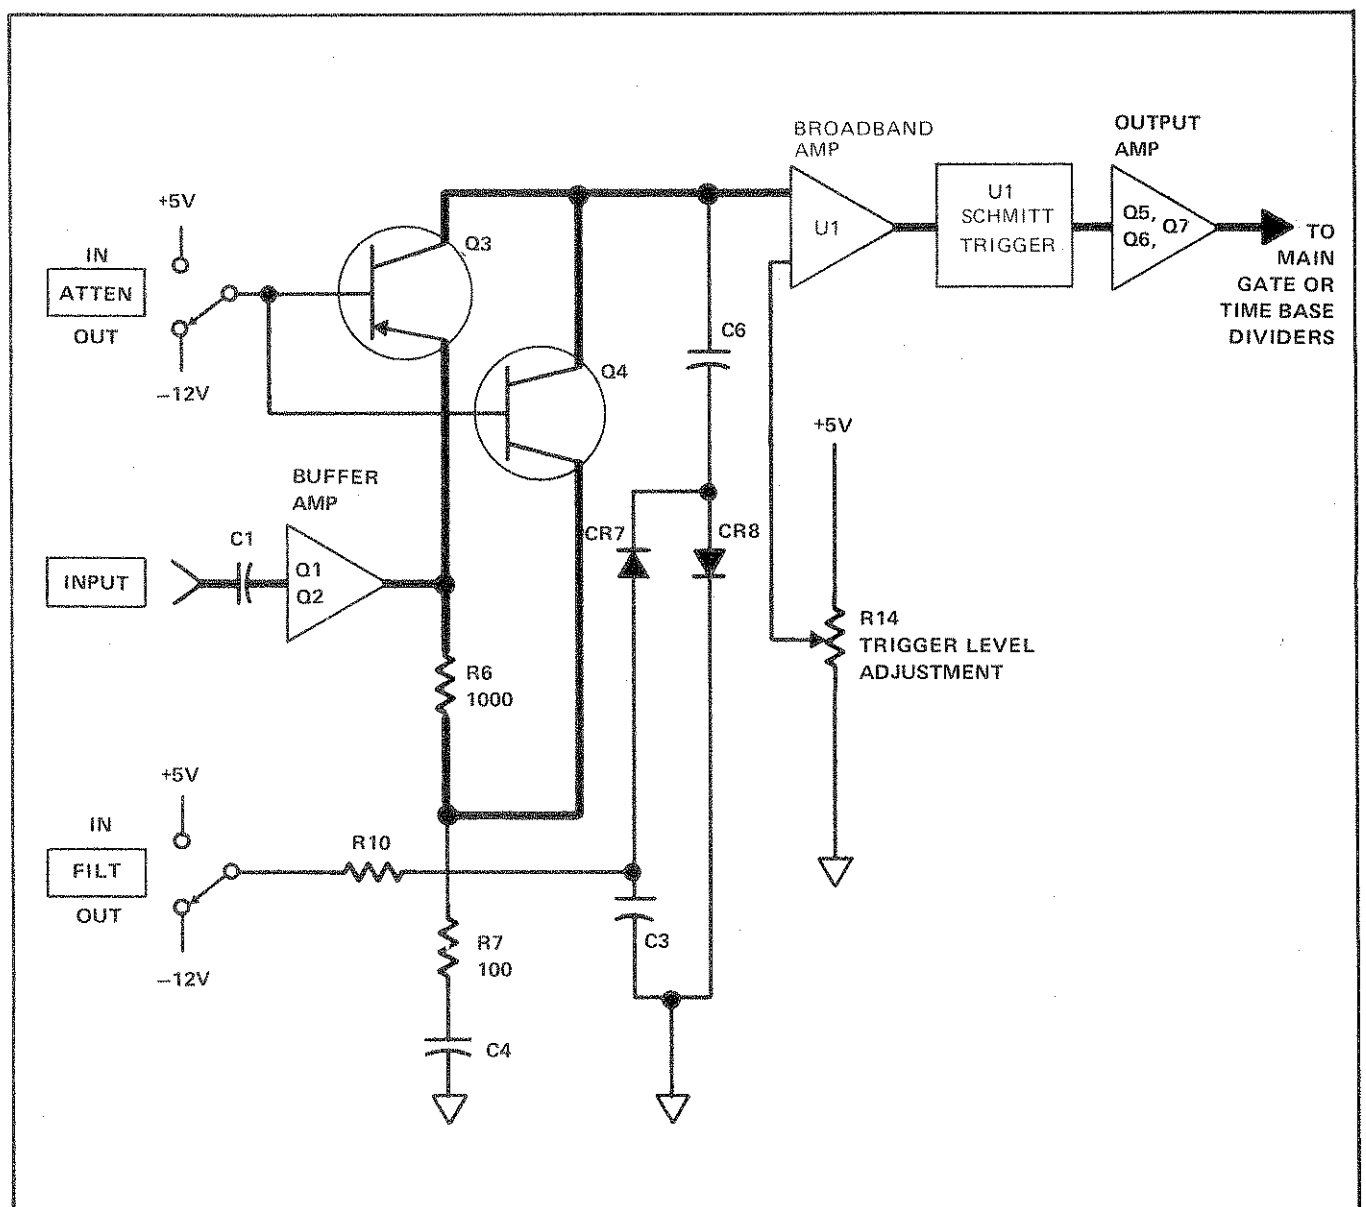 BROADBAND
AMP
OUTPUT
AMP
+5V
IN
ATTEN
OUT
–12V
Q3
Q4
U1
U1
SCHMITT
TRIGGER
Q5,
Q6,
Q7
TO
MAIN
GATE OR
TIME BASE
DIVIDERS
C6
+5V
BUFFER
AMP
C1
INPUT
Q1
Q2
CR7
CR8
R14
TRIGGER LEVEL
ADJUSTMENT
R6
1000
+5V
IN
FILT
OUT
–12V
R10
R7
100
C3
C4